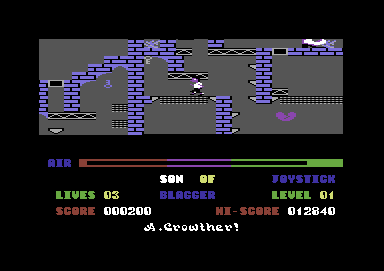 AIR
SON OF JOYSTICK
LIVES 03 BLAGGER LEVEL 01
SCORE 000200 HI-SCORE 012840
A.Crowther!